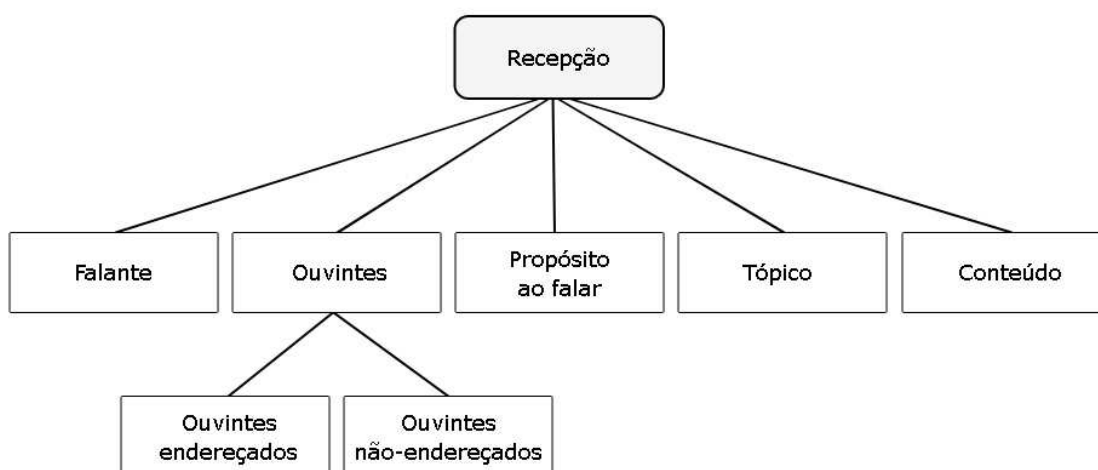 Recepção
Falante
Ouvintes
Propósito
ao falar
Tópico
Conteúdo
Ouvintes
endereçados
Ouvintes
não-endereçados